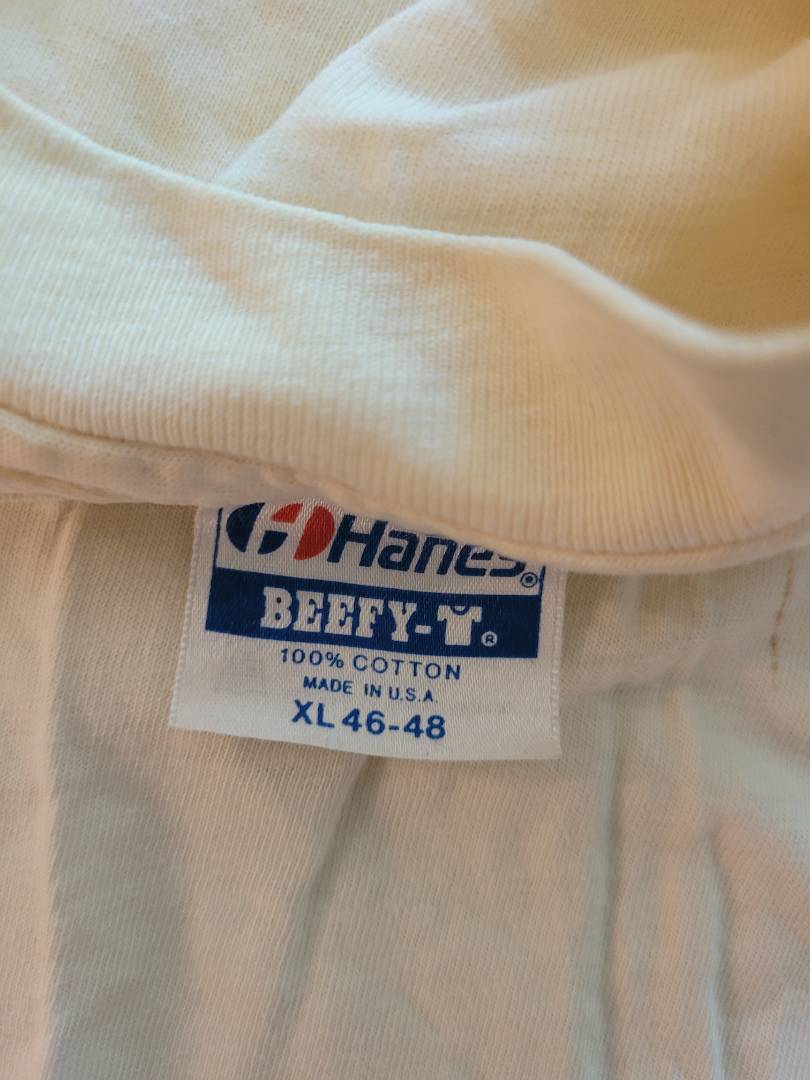 Hanes®
BEEFY-T®
100% COTTON
MADE IN U.S.A.
XL 46-48